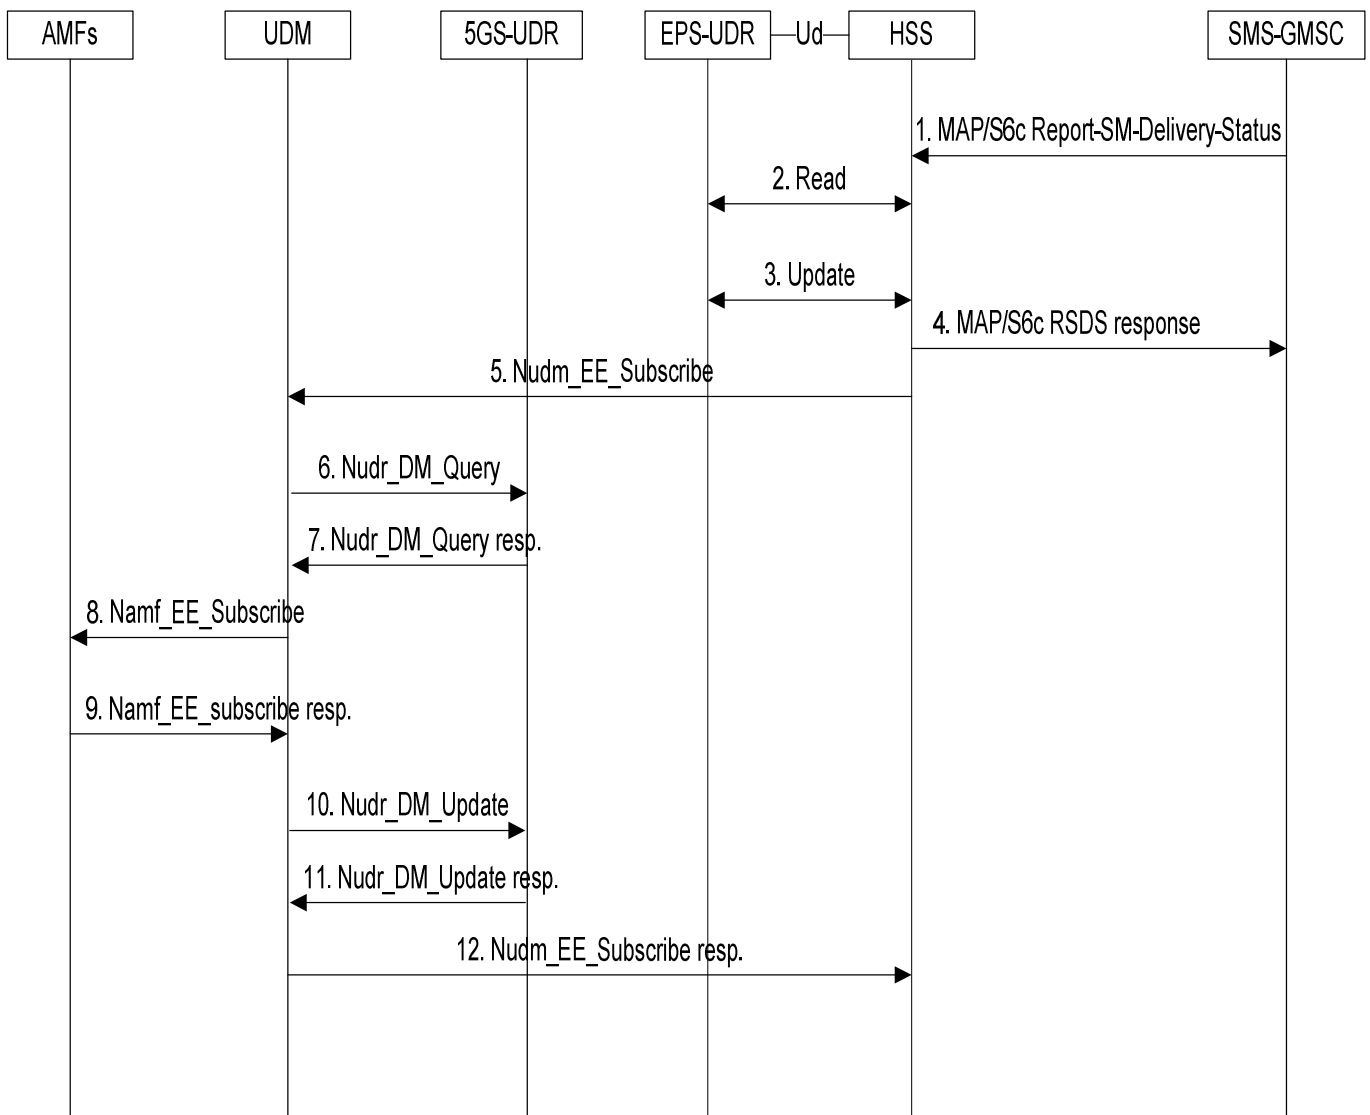 AMFs
UDM
5GS-UDR
EPS-UDR
Ud
HSS
SMS-GMSC
1. MAP/S6c Report-SM-Delivery-Status
2. Read
3. Update
4. MAP/S6c RSDS response
5. Nudm_EE_Subscribe
6. Nudr_DM_Query
7. Nudr_DM_Query resp.
8. Namf_EE_Subscribe
9. Namf_EE_subscribe resp.
10. Nudr_DM_Update
11. Nudr_DM_Update resp.
12. Nudm_EE_Subscribe resp.